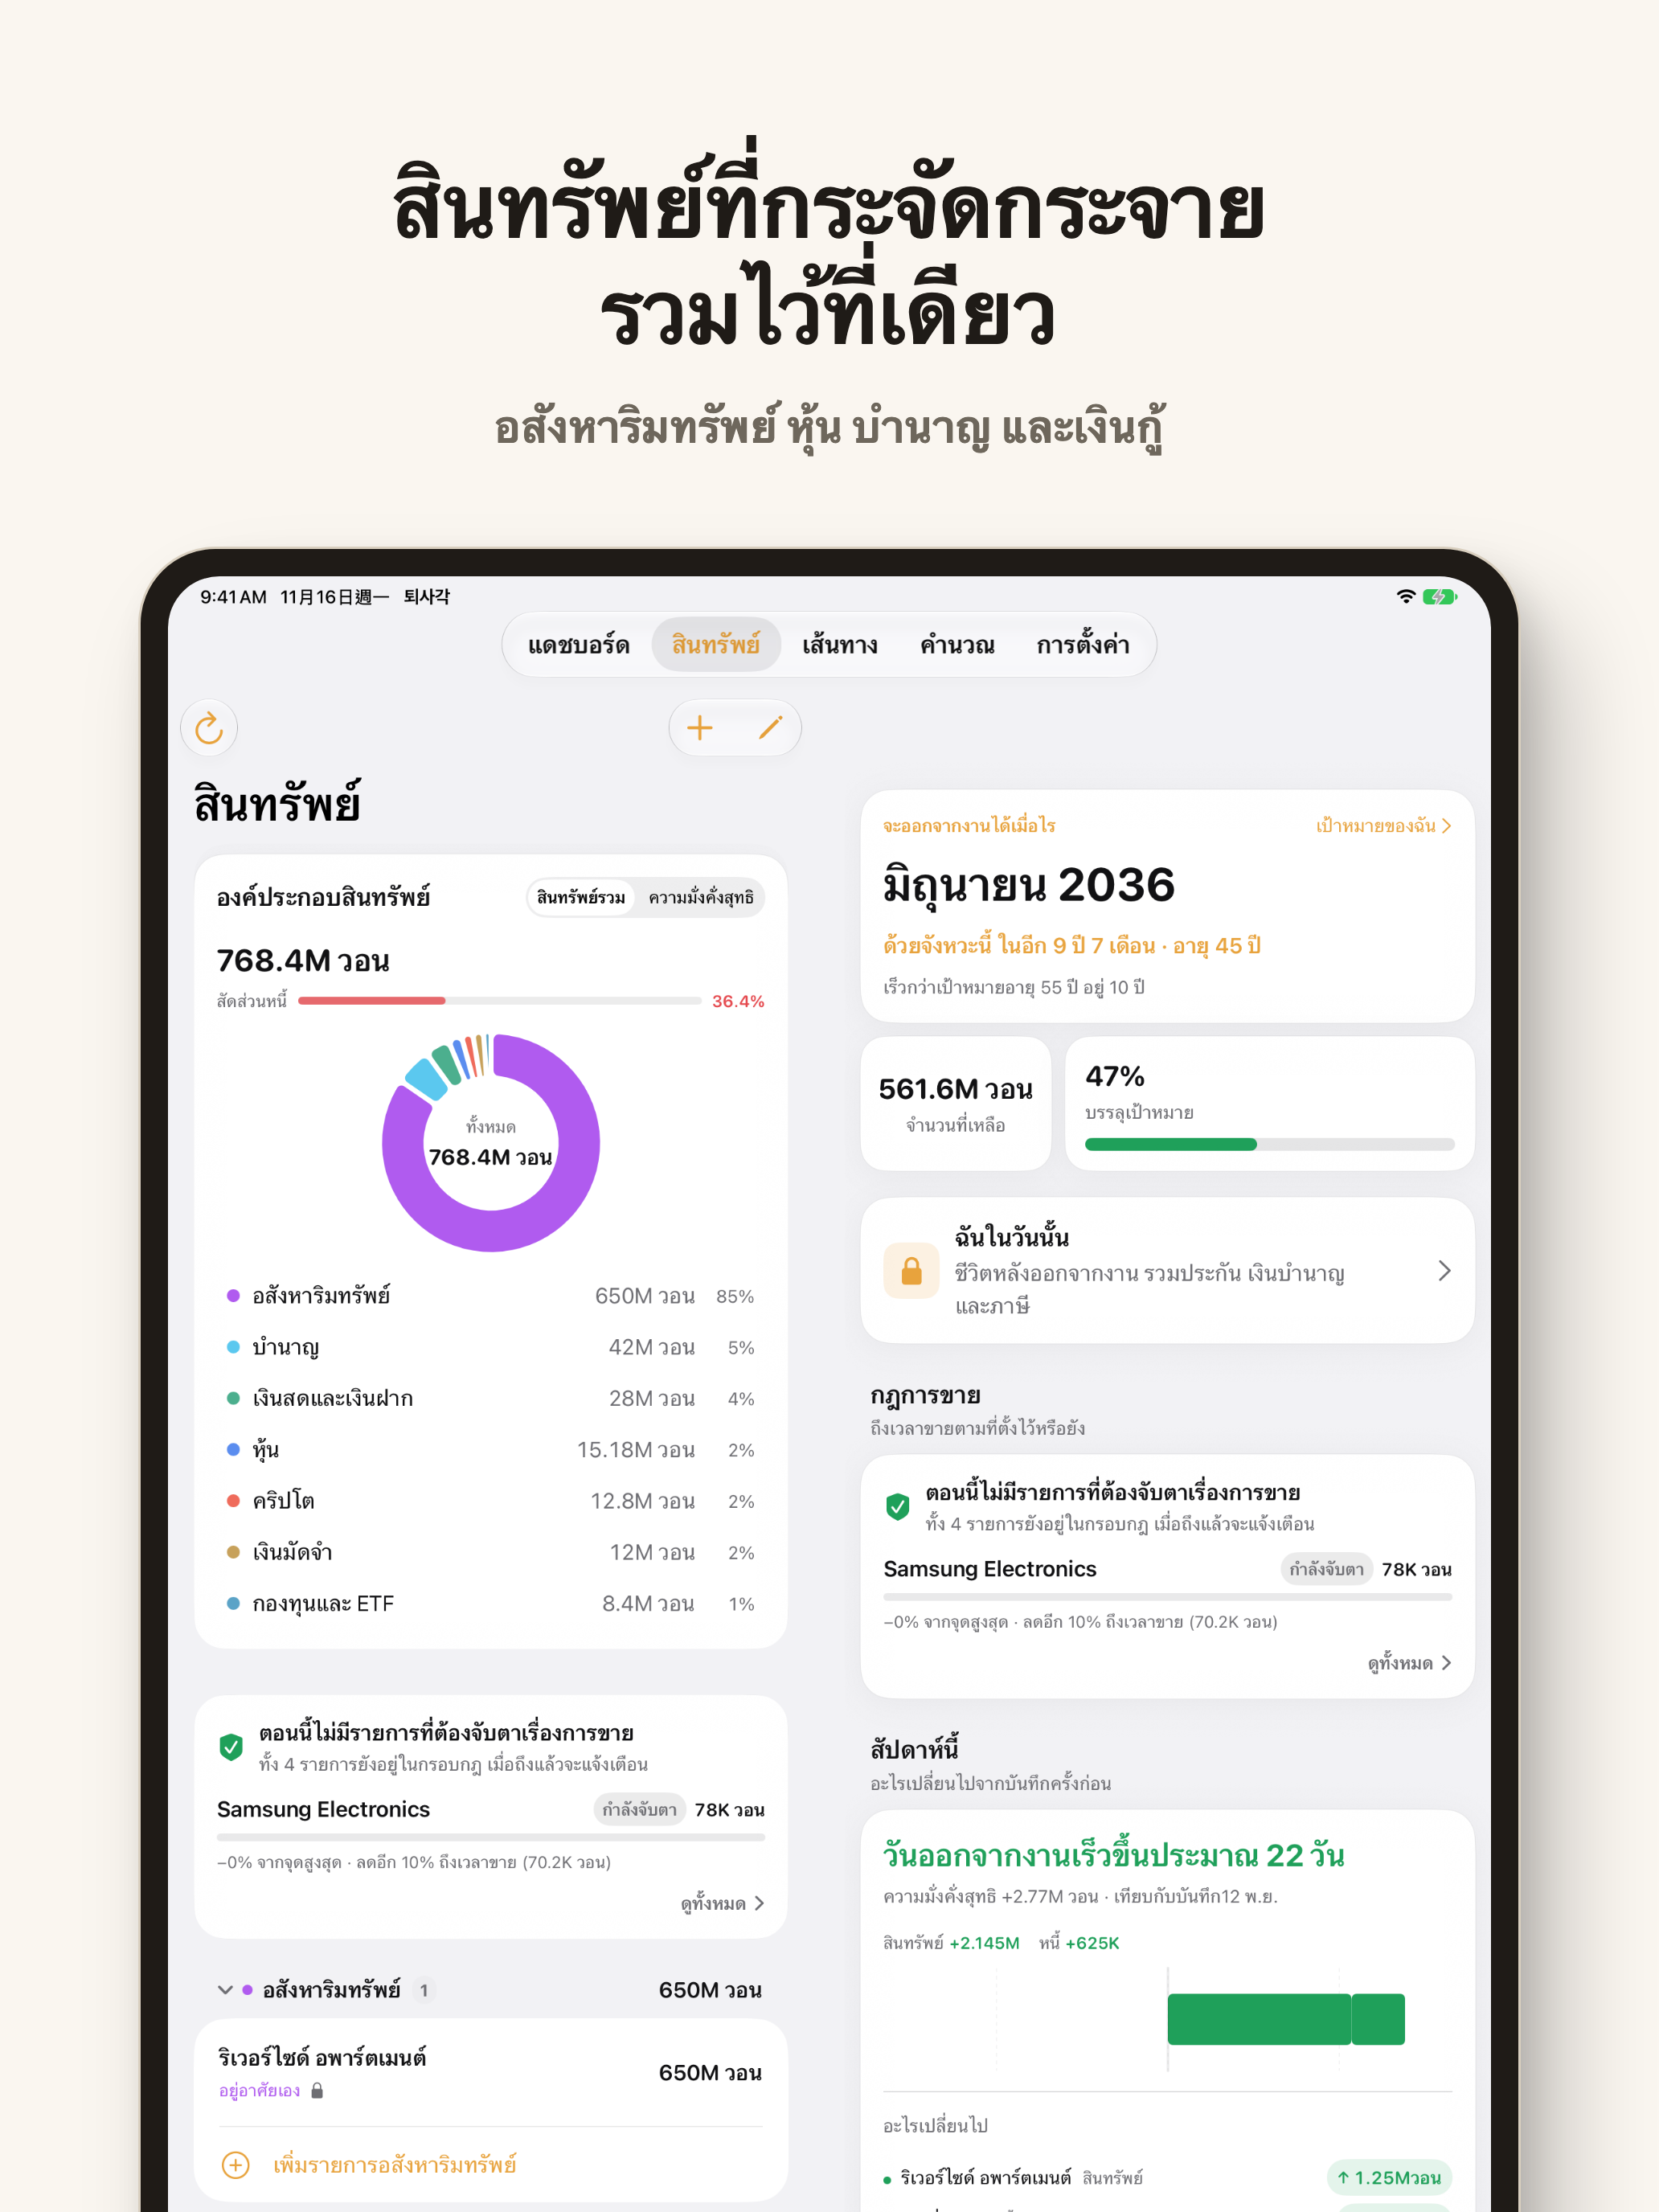 สินทรัพย์ที่กระจัดกระจาย
รวมไว้ที่เดียว
อสังหาริมทรัพย์ หุ้น บำนาญ และเงินกู้
9:41 AM 11月16日週一 퇴사각
แดชบอร์ด สินทรัพย์ เส้นทาง คำนวณ การตั้งค่า
สินทรัพย์
องค์ประกอบสินทรัพย์ สินทรัพย์รวม ความมั่งคั่งสุทธิ
768.4M วอน
สัดส่วนหนี้ 36.4%
ทั้งหมด
768.4M วอน
อสังหาริมทรัพย์ 650M วอน 85%
บำนาญ 42M วอน 5%
เงินสดและเงินฝาก 28M วอน 4%
หุ้น 15.18M วอน 2%
คริปโต 12.8M วอน 2%
เงินมัดจำ 12M วอน 2%
กองทุนและ ETF 8.4M วอน 1%
ตอนนี้ไม่มีรายการที่ต้องจับตาเรื่องการขาย
ทั้ง 4 รายการยังอยู่ในกรอบกฎ เมื่อถึงแล้วจะแจ้งเตือน
Samsung Electronics กำลังจับตา 78K วอน
−0% จากจุดสูงสุด · ลดอีก 10% ถึงเวลาขาย (70.2K วอน)
ดูทั้งหมด
อสังหาริมทรัพย์ 1 650M วอน
ริเวอร์ไซด์ อพาร์ตเมนต์ 650M วอน
อยู่อาศัยเอง
เพิ่มรายการอสังหาริมทรัพย์
จะออกจากงานได้เมื่อไร เป้าหมายของฉัน
มิถุนายน 2036
ด้วยจังหวะนี้ ในอีก 9 ปี 7 เดือน · อายุ 45 ปี
เร็วกว่าเป้าหมายอายุ 55 ปี อยู่ 10 ปี
561.6M วอน
จำนวนที่เหลือ
47%
บรรลุเป้าหมาย
ฉันในวันนั้น
ชีวิตหลังออกจากงาน รวมประกัน เงินบำนาญ
และภาษี
กฎการขาย
ถึงเวลาขายตามที่ตั้งไว้หรือยัง
ตอนนี้ไม่มีรายการที่ต้องจับตาเรื่องการขาย
ทั้ง 4 รายการยังอยู่ในกรอบกฎ เมื่อถึงแล้วจะแจ้งเตือน
Samsung Electronics กำลังจับตา 78K วอน
−0% จากจุดสูงสุด · ลดอีก 10% ถึงเวลาขาย (70.2K วอน)
ดูทั้งหมด
สัปดาห์นี้
อะไรเปลี่ยนไปจากบันทึกครั้งก่อน
วันออกจากงานเร็วขึ้นประมาณ 22 วัน
ความมั่งคั่งสุทธิ +2.77M วอน · เทียบกับบันทึก12 พ.ย.
สินทรัพย์ +2.145M หนี้ +625K
อะไรเปลี่ยนไป
ริเวอร์ไซด์ อพาร์ตเมนต์ สินทรัพย์ ↑ 1.25Mวอน